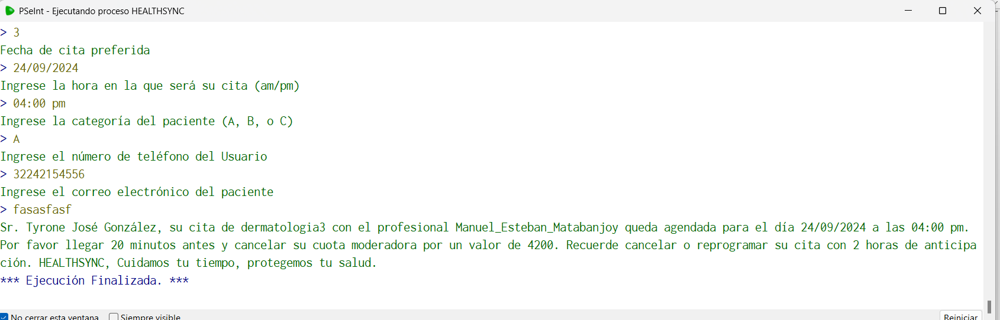 PSeInt - Ejecutando proceso HEALTHSYNC
> 3
Fecha de cita preferida
> 24/09/2024
Ingrese la hora en la que será su cita (am/pm)
> 04:00 pm
Ingrese la categoría del paciente (A, B, o C)
> A
Ingrese el número de teléfono del Usuario
> 32242154556
Ingrese el correo electrónico del paciente
> fasasfasf
Sr. Tyrone José González, su cita de dermatologia3 con el profesional Manuel_Esteban_Matabanjoy queda agendada para el día 24/09/2024 a las 04:00 pm.
Por favor llegar 20 minutos antes y cancelar su cuota moderadora por un valor de 4200. Recuerde cancelar o reprogramar su cita con 2 horas de anticipa
ción. HEALTHSYNC, Cuidamos tu tiempo, protegemos tu salud.
*** Ejecución Finalizada. ***
No cerrar esta ventana Siempre visible Reiniciar